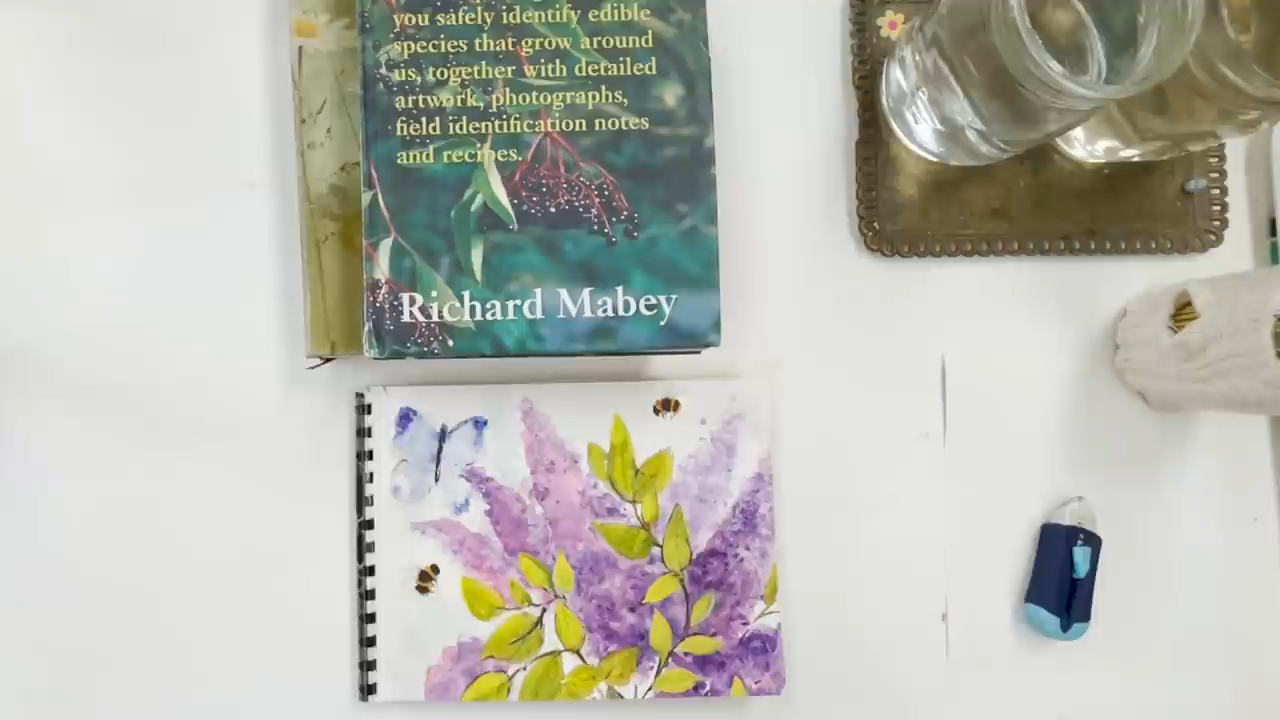 you safely identify edible
species that grow around
us, together with detailed
artwork, photographs,
field identification notes
and recipes.
Richard Mabey